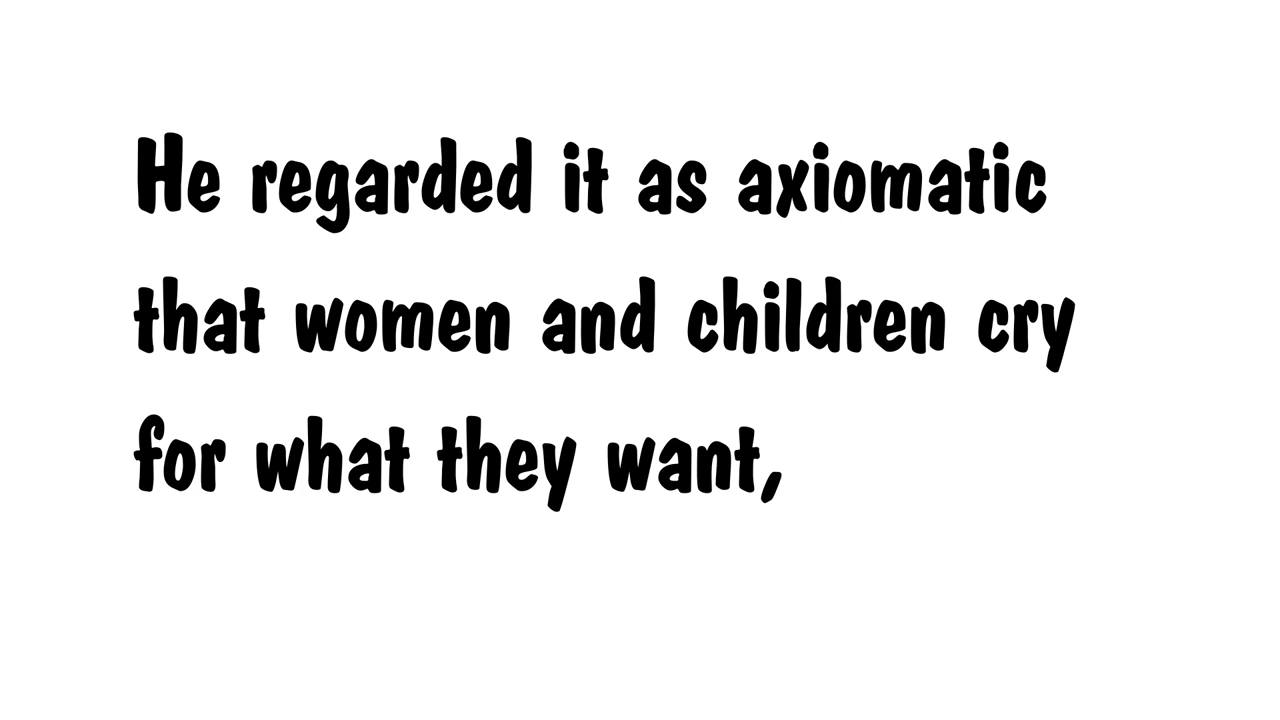 He regarded it as axiomatic
that women and children cry
for what they want,